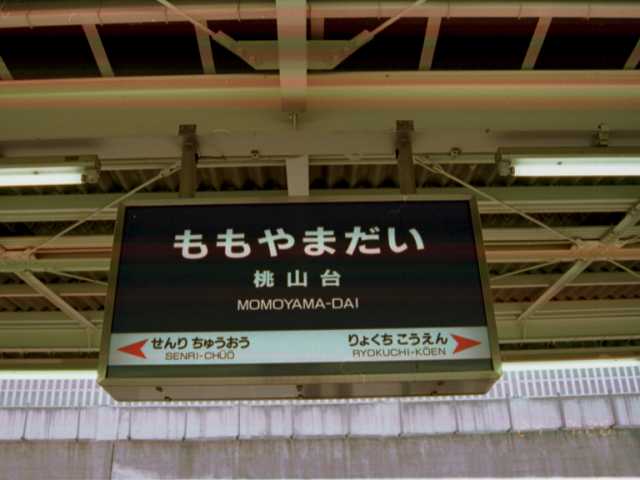 ももやまだい
桃山台
MOMOYAMA-DAI
せんりちゅうおう
SENRI-CHŪŌ
りょくちこうえん
RYOKUCHI-KŌEN